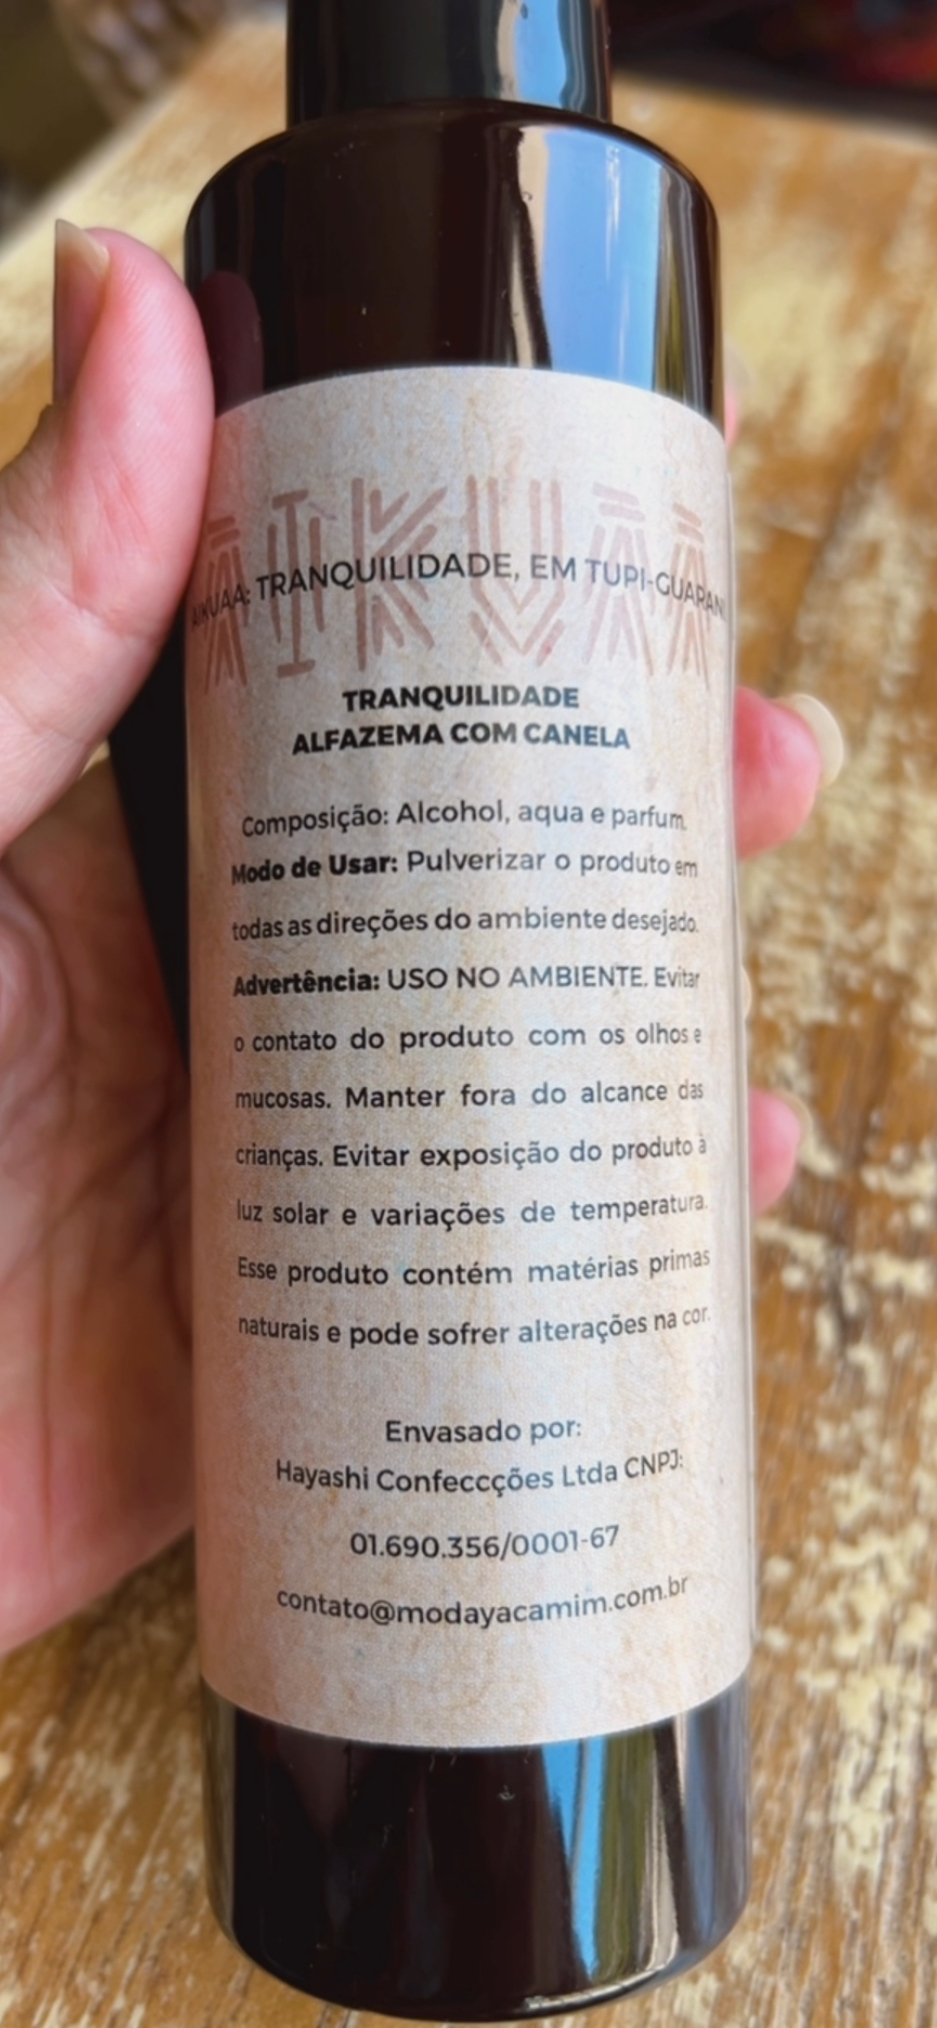 AIKUAA
AIKUAA: TRANQUILIDADE, EM TUPI-GUARANI
TRANQUILIDADE
ALFAZEMA COM CANELA
Composição: Alcohol, aqua e parfum.
Modo de Usar: Pulverizar o produto em
todas as direções do ambiente desejado.
Advertência: USO NO AMBIENTE. Evitar
o contato do produto com os olhos e
mucosas. Manter fora do alcance das
crianças. Evitar exposição do produto à
luz solar e variações de temperatura.
Esse produto contém matérias primas
naturais e pode sofrer alterações na cor.
Envasado por:
Hayashi Confeccções Ltda CNPJ:
01.690.356/0001-67
contato@modayacamim.com.br